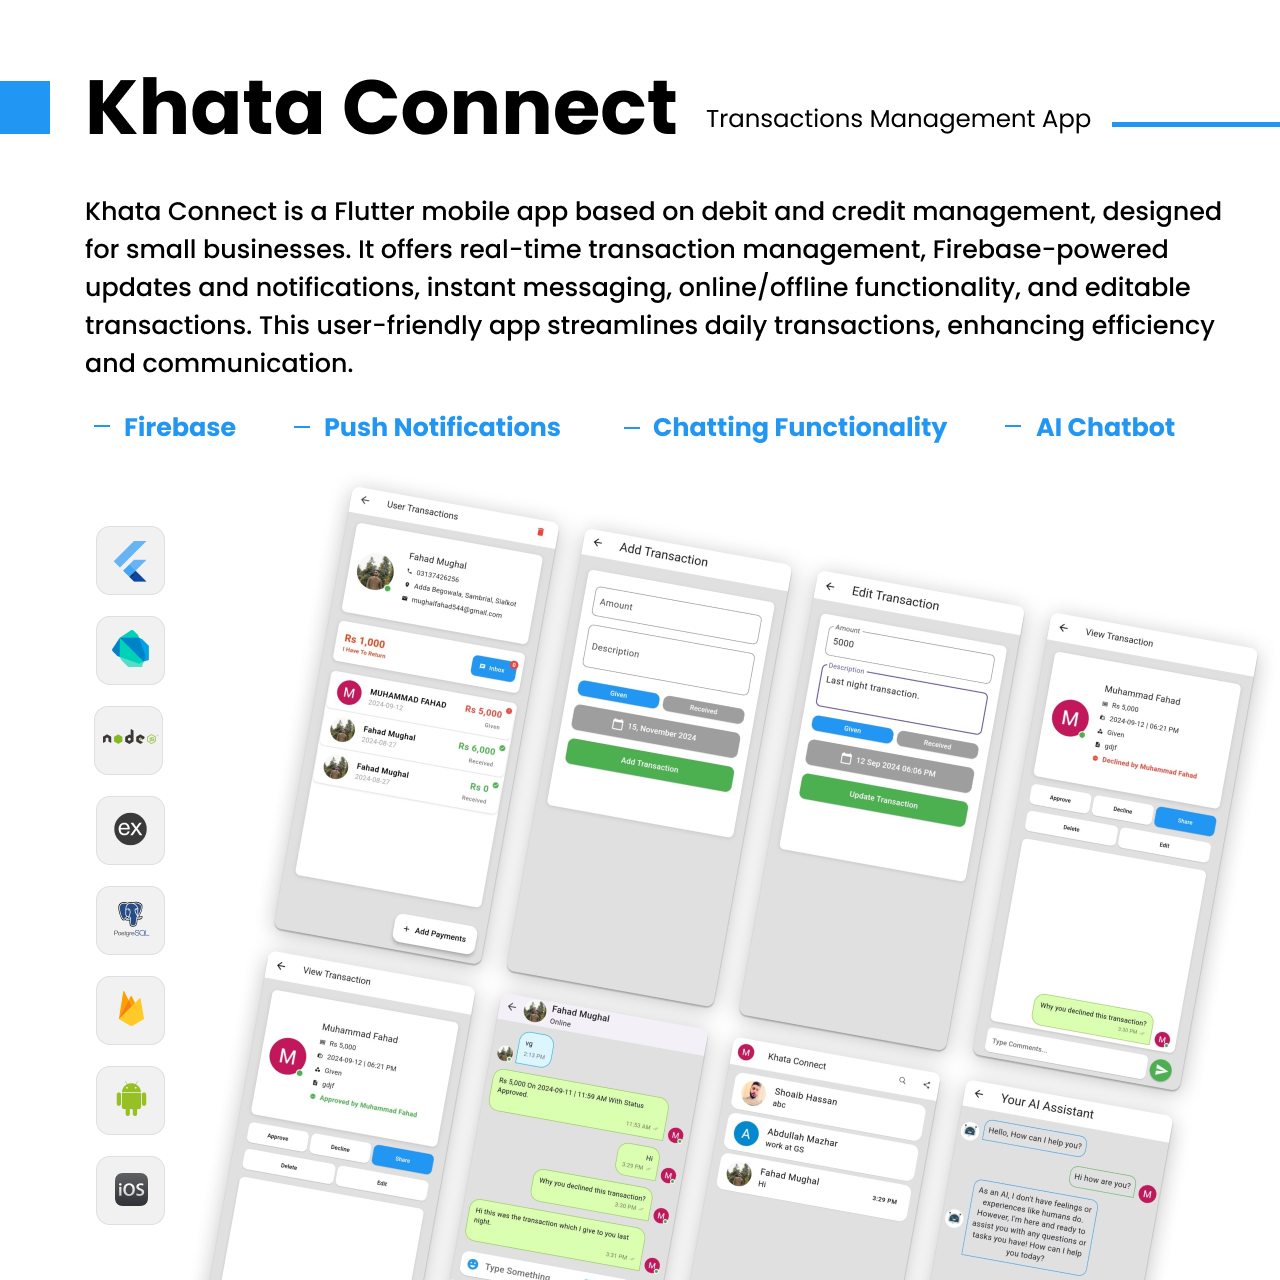 Khata Connect
Transactions Management App
Khata Connect is a Flutter mobile app based on debit and credit management, designed
for small businesses. It offers real-time transaction management, Firebase-powered
updates and notifications, instant messaging, online/offline functionality, and editable
transactions. This user-friendly app streamlines daily transactions, enhancing efficiency
and communication.
Firebase
Push Notifications
Chatting Functionality
AI Chatbot
node
JS
ex
PostgreSQL
iOS
User Transactions
Fahad Mughal
03137426256
Adda Begowala, Sambrial, Sialkot
mughalfahad544@gmail.com
Rs 1,000
I Have To Return
Inbox
0
M
MUHAMMAD FAHAD
2024-09-12
Rs 5,000
Given
Fahad Mughal
2024-08-27
Rs 6,000
Received
Fahad Mughal
2024-08-27
Rs 0
Received
+ Add Payments
Add Transaction
Amount
Description
Given
Received
15, November 2024
Add Transaction
Edit Transaction
Amount
5000
Description
Last night transaction.
Given
Received
12 Sep 2024 06:06 PM
Update Transaction
View Transaction
M
Muhammad Fahad
Rs 5,000
2024-09-12 | 06:21 PM
Given
gdjf
Declined by Muhammad Fahad
Approve
Decline
Share
Delete
Edit
Why you declined this transaction?
3:30 PM
M
Type Comments...
View Transaction
M
Muhammad Fahad
Rs 5,000
2024-09-12 | 06:21 PM
Given
gdjf
Approved by Muhammad Fahad
Approve
Decline
Share
Delete
Edit
Fahad Mughal
Online
vg
2:13 PM
Rs 5,000 On 2024-09-11 | 11:59 AM With Status
Approved.
11:53 AM
M
Hi
3:29 PM
M
Why you declined this transaction?
3:30 PM
M
Hi this was the transaction which I give to you last
night.
3:31 PM
M
Type Something
M
Khata Connect
Shoaib Hassan
abc
A
Abdullah Mazhar
work at GS
Fahad Mughal
Hi
3:29 PM
Your AI Assistant
Hello, How can I help you?
Hi how are you?
M
As an AI, I don't have feelings or
experiences like humans do.
However, I'm here and ready to
assist you with any questions or
tasks you have! How can I help
you today?